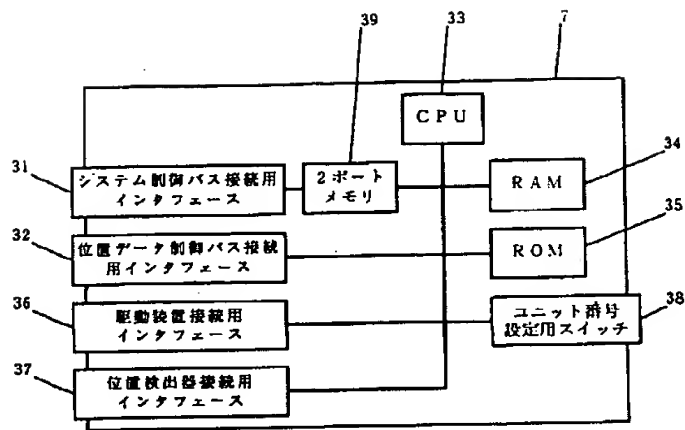 39
33
7
CPU
31
システム制御バス接続用
インタフェース
2ポート
メモリ
RAM
34
32
位置データ制御バス接続
用インタフェース
ROM
35
36
駆動装置接続用
インタフェース
ユニット番号
設定用スイッチ
38
37
位置検出器接続用
インタフェース